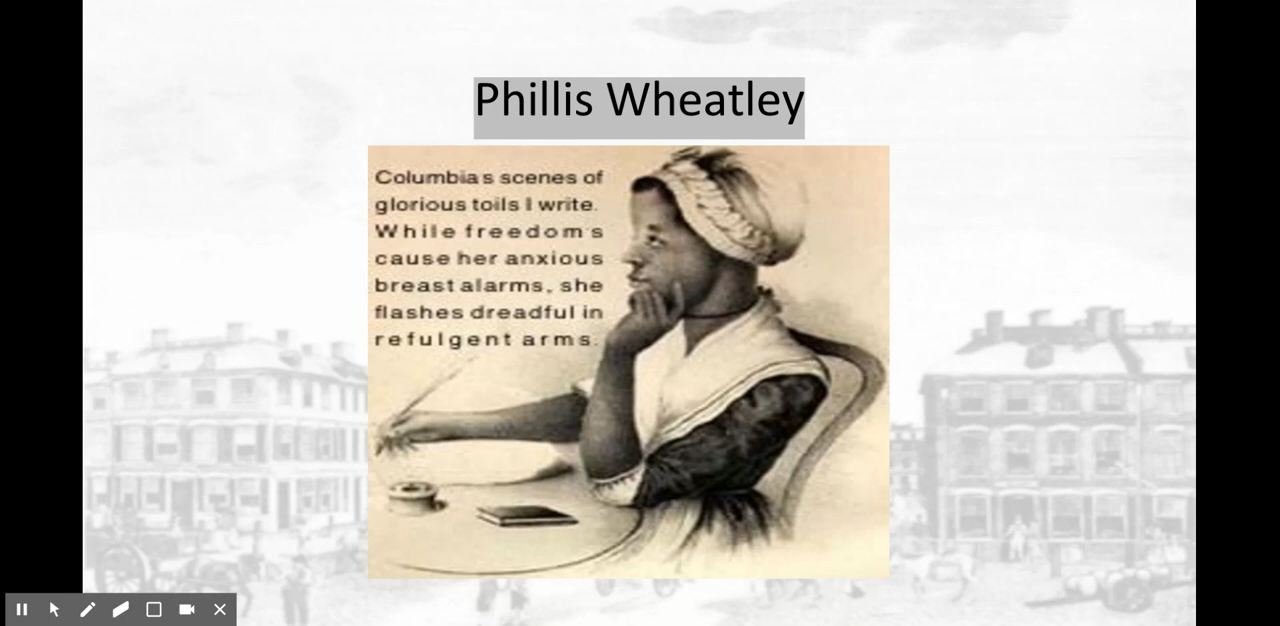 Phillis Wheatley
Columbias scenes of
glorious toils I write.
While freedom's
cause her anxious
breast alarms, she
flashes dreadful in
refulgent arms.